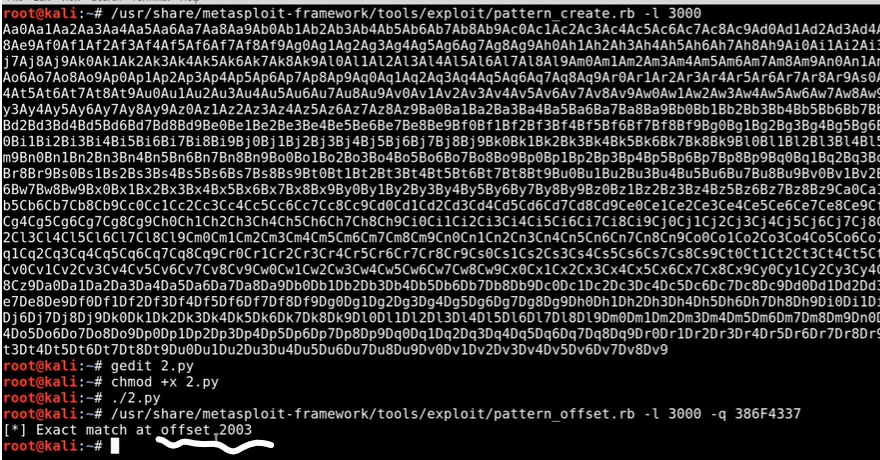 root@kali:~# /usr/share/metasploit-framework/tools/exploit/pattern_create.rb -l 3000
Aa0Aa1Aa2Aa3Aa4Aa5Aa6Aa7Aa8Aa9Ab0Ab1Ab2Ab3Ab4Ab5Ab6Ab7Ab8Ab9Ac0Ac1Ac2Ac3Ac4Ac5Ac6Ac7Ac8Ac9Ad0Ad1Ad2Ad3Ad4A
8Ae9Af0Af1Af2Af3Af4Af5Af6Af7Af8Af9Ag0Ag1Ag2Ag3Ag4Ag5Ag6Ag7Ag8Ag9Ah0Ah1Ah2Ah3Ah4Ah5Ah6Ah7Ah8Ah9Ai0Ai1Ai2Ai3
j7Aj8Aj9Ak0Ak1Ak2Ak3Ak4Ak5Ak6Ak7Ak8Ak9Al0Al1Al2Al3Al4Al5Al6Al7Al8Al9Am0Am1Am2Am3Am4Am5Am6Am7Am8Am9An0An1An
Ao6Ao7Ao8Ao9Ap0Ap1Ap2Ap3Ap4Ap5Ap6Ap7Ap8Ap9Aq0Aq1Aq2Aq3Aq4Aq5Aq6Aq7Aq8Aq9Ar0Ar1Ar2Ar3Ar4Ar5Ar6Ar7Ar8Ar9As0A
4At5At6At7At8At9Au0Au1Au2Au3Au4Au5Au6Au7Au8Au9Av0Av1Av2Av3Av4Av5Av6Av7Av8Av9Aw0Aw1Aw2Aw3Aw4Aw5Aw6Aw7Aw8Aw9
y3Ay4Ay5Ay6Ay7Ay8Ay9Az0Az1Az2Az3Az4Az5Az6Az7Az8Az9Ba0Ba1Ba2Ba3Ba4Ba5Ba6Ba7Ba8Ba9Bb0Bb1Bb2Bb3Bb4Bb5Bb6Bb7Bb
Bd2Bd3Bd4Bd5Bd6Bd7Bd8Bd9Be0Be1Be2Be3Be4Be5Be6Be7Be8Be9Bf0Bf1Bf2Bf3Bf4Bf5Bf6Bf7Bf8Bf9Bg0Bg1Bg2Bg3Bg4Bg5Bg6B
0Bi1Bi2Bi3Bi4Bi5Bi6Bi7Bi8Bi9Bj0Bj1Bj2Bj3Bj4Bj5Bj6Bj7Bj8Bj9Bk0Bk1Bk2Bk3Bk4Bk5Bk6Bk7Bk8Bk9Bl0Bl1Bl2Bl3Bl4Bl5
m9Bn0Bn1Bn2Bn3Bn4Bn5Bn6Bn7Bn8Bn9Bo0Bo1Bo2Bo3Bo4Bo5Bo6Bo7Bo8Bo9Bp0Bp1Bp2Bp3Bp4Bp5Bp6Bp7Bp8Bp9Bq0Bq1Bq2Bq3Bq
Br8Br9Bs0Bs1Bs2Bs3Bs4Bs5Bs6Bs7Bs8Bs9Bt0Bt1Bt2Bt3Bt4Bt5Bt6Bt7Bt8Bt9Bu0Bu1Bu2Bu3Bu4Bu5Bu6Bu7Bu8Bu9Bv0Bv1Bv2B
6Bw7Bw8Bw9Bx0Bx1Bx2Bx3Bx4Bx5Bx6Bx7Bx8Bx9By0By1By2By3By4By5By6By7By8By9Bz0Bz1Bz2Bz3Bz4Bz5Bz6Bz7Bz8Bz9Ca0Ca1
b5Cb6Cb7Cb8Cb9Cc0Cc1Cc2Cc3Cc4Cc5Cc6Cc7Cc8Cc9Cd0Cd1Cd2Cd3Cd4Cd5Cd6Cd7Cd8Cd9Ce0Ce1Ce2Ce3Ce4Ce5Ce6Ce7Ce8Ce9Cf
Cg4Cg5Cg6Cg7Cg8Cg9Ch0Ch1Ch2Ch3Ch4Ch5Ch6Ch7Ch8Ch9Ci0Ci1Ci2Ci3Ci4Ci5Ci6Ci7Ci8Ci9Cj0Cj1Cj2Cj3Cj4Cj5Cj6Cj7Cj8C
2Cl3Cl4Cl5Cl6Cl7Cl8Cl9Cm0Cm1Cm2Cm3Cm4Cm5Cm6Cm7Cm8Cm9Cn0Cn1Cn2Cn3Cn4Cn5Cn6Cn7Cn8Cn9Co0Co1Co2Co3Co4Co5Co6Co7
q1Cq2Cq3Cq4Cq5Cq6Cq7Cq8Cq9Cr0Cr1Cr2Cr3Cr4Cr5Cr6Cr7Cr8Cr9Cs0Cs1Cs2Cs3Cs4Cs5Cs6Cs7Cs8Cs9Ct0Ct1Ct2Ct3Ct4Ct5Ct
Cv0Cv1Cv2Cv3Cv4Cv5Cv6Cv7Cv8Cv9Cw0Cw1Cw2Cw3Cw4Cw5Cw6Cw7Cw8Cw9Cx0Cx1Cx2Cx3Cx4Cx5Cx6Cx7Cx8Cx9Cy0Cy1Cy2Cy3Cy4C
8Cz9Da0Da1Da2Da3Da4Da5Da6Da7Da8Da9Db0Db1Db2Db3Db4Db5Db6Db7Db8Db9Dc0Dc1Dc2Dc3Dc4Dc5Dc6Dc7Dc8Dc9Dd0Dd1Dd2Dd3
e7De8De9Df0Df1Df2Df3Df4Df5Df6Df7Df8Df9Dg0Dg1Dg2Dg3Dg4Dg5Dg6Dg7Dg8Dg9Dh0Dh1Dh2Dh3Dh4Dh5Dh6Dh7Dh8Dh9Di0Di1Di
Dj6Dj7Dj8Dj9Dk0Dk1Dk2Dk3Dk4Dk5Dk6Dk7Dk8Dk9Dl0Dl1Dl2Dl3Dl4Dl5Dl6Dl7Dl8Dl9Dm0Dm1Dm2Dm3Dm4Dm5Dm6Dm7Dm8Dm9Dn0D
4Do5Do6Do7Do8Do9Dp0Dp1Dp2Dp3Dp4Dp5Dp6Dp7Dp8Dp9Dq0Dq1Dq2Dq3Dq4Dq5Dq6Dq7Dq8Dq9Dr0Dr1Dr2Dr3Dr4Dr5Dr6Dr7Dr8Dr9
t3Dt4Dt5Dt6Dt7Dt8Dt9Du0Du1Du2Du3Du4Du5Du6Du7Du8Du9Dv0Dv1Dv2Dv3Dv4Dv5Dv6Dv7Dv8Dv9
root@kali:~# gedit 2.py
root@kali:~# chmod +x 2.py
root@kali:~# ./2.py
root@kali:~# /usr/share/metasploit-framework/tools/exploit/pattern_offset.rb -l 3000 -q 386F4337
[*] Exact match at offset 2003
root@kali:~#